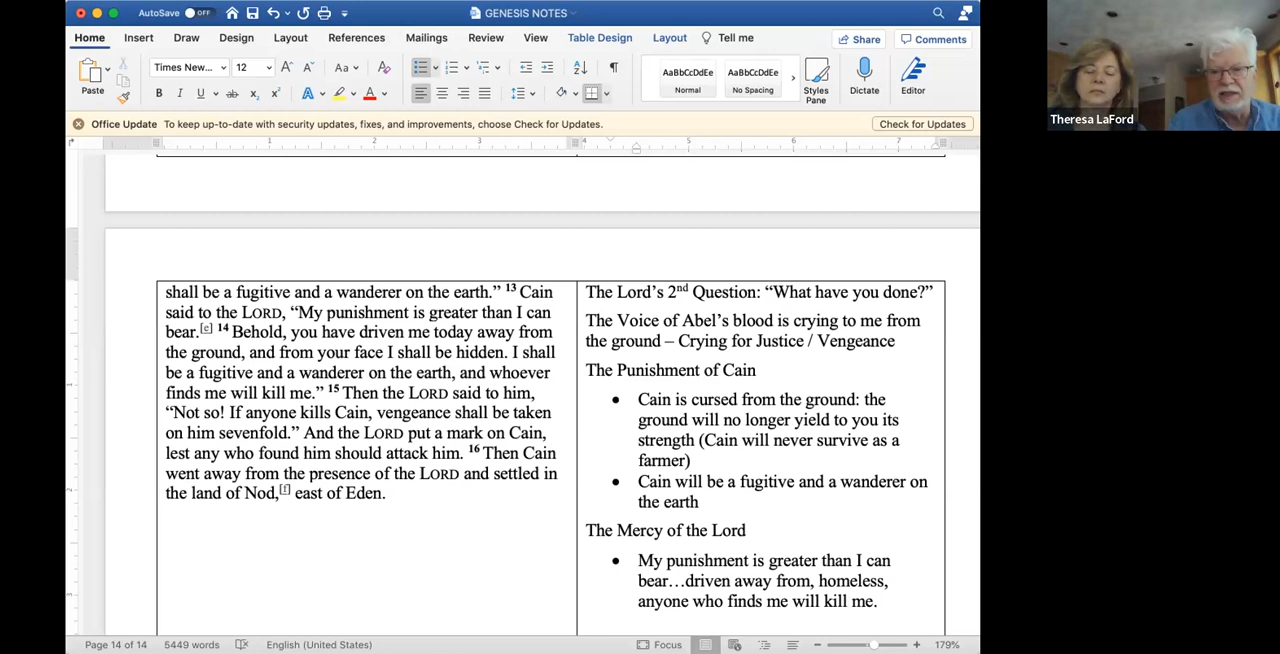 AutoSave OFF
GENESIS NOTES
Home Insert Draw Design Layout References Mailings Review View Table Design Layout Tell me Share Comments
Times New... 12 Aa
Paste
AaBbCcDdEe AaBbCcDdEe
Normal No Spacing Styles Pane Dictate Editor
Office Update To keep up-to-date with security updates, fixes, and improvements, choose Check for Updates. Check for Updates
1 2 3 4 5 6 7
shall be a fugitive and a wanderer on the earth.” 13 Cain
said to the LORD, “My punishment is greater than I can
bear.[e] 14 Behold, you have driven me today away from
the ground, and from your face I shall be hidden. I shall
be a fugitive and a wanderer on the earth, and whoever
finds me will kill me.” 15 Then the LORD said to him,
“Not so! If anyone kills Cain, vengeance shall be taken
on him sevenfold.” And the LORD put a mark on Cain,
lest any who found him should attack him. 16 Then Cain
went away from the presence of the LORD and settled in
the land of Nod,[f] east of Eden.
The Lord’s 2nd Question: “What have you done?”
The Voice of Abel’s blood is crying to me from
the ground – Crying for Justice / Vengeance
The Punishment of Cain
• Cain is cursed from the ground: the
ground will no longer yield to you its
strength (Cain will never survive as a
farmer)
• Cain will be a fugitive and a wanderer on
the earth
The Mercy of the Lord
• My punishment is greater than I can
bear…driven away from, homeless,
anyone who finds me will kill me.
Page 14 of 14 5449 words English (United States) Focus 179%
Theresa LaFord